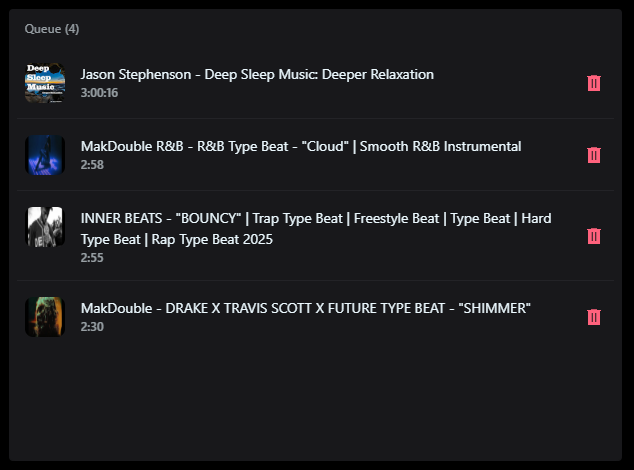 Queue (4)
Deep
Sleep
Music
Jason Stephenson - Deep Sleep Music: Deeper Relaxation
3:00:16
MakDouble R&B - R&B Type Beat - "Cloud" | Smooth R&B Instrumental
2:58
INNER BEATS - "BOUNCY" | Trap Type Beat | Freestyle Beat | Type Beat | Hard
Type Beat | Rap Type Beat 2025
2:55
MakDouble - DRAKE X TRAVIS SCOTT X FUTURE TYPE BEAT - "SHIMMER"
2:30